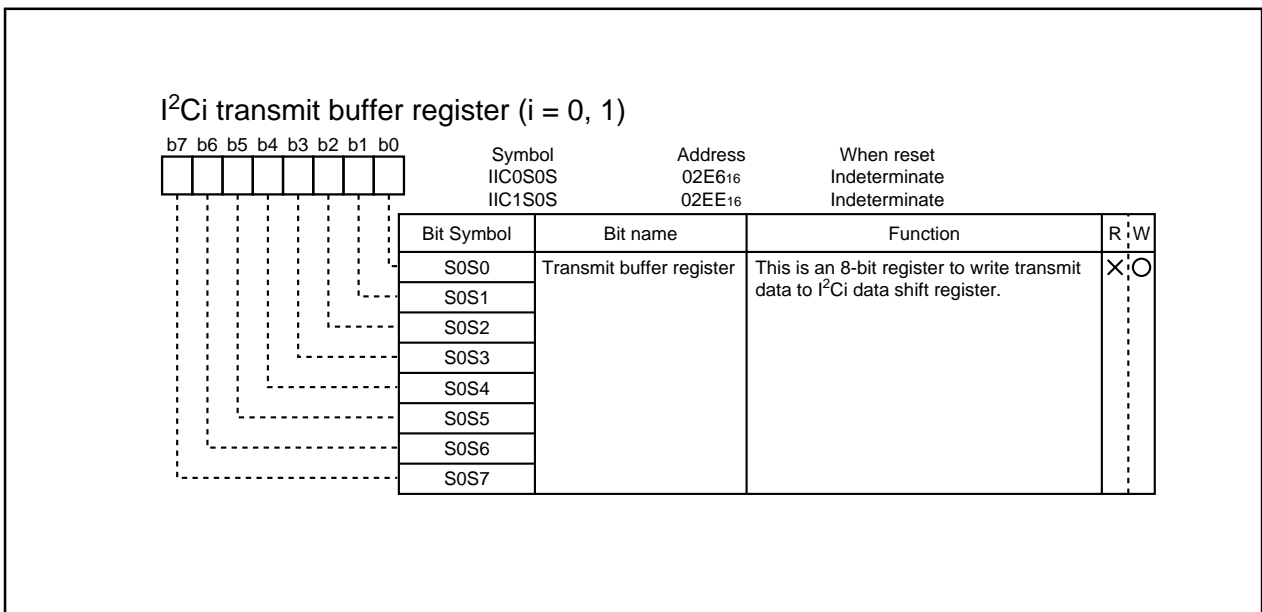 I²Ci transmit buffer register (i = 0, 1)
b7 b6 b5 b4 b3 b2 b1 b0
Symbol Address When reset
IIC0S0S 02E6₁₆ Indeterminate
IIC1S0S 02EE₁₆ Indeterminate
Bit Symbol Bit name Function R W
S0S0 Transmit buffer register This is an 8-bit register to write transmit
data to I²Ci data shift register. ✕ ○
S0S1
S0S2
S0S3
S0S4
S0S5
S0S6
S0S7